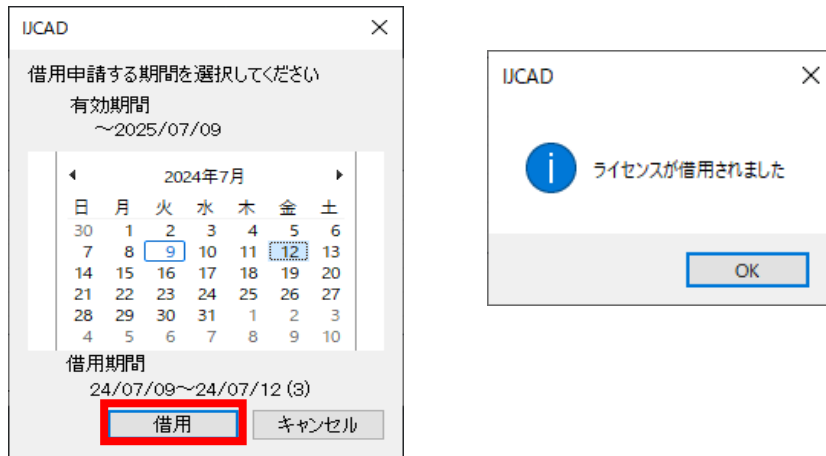 IJCAD
借用申請する期間を選択してください
有効期間
～2025/07/09
2024年7月
日 月 火 水 木 金 土
30 1 2 3 4 5 6
7 8 9 10 11 12 13
14 15 16 17 18 19 20
21 22 23 24 25 26 27
28 29 30 31 1 2 3
4 5 6 7 8 9 10
借用期間
24/07/09～24/07/12 (3)
借用 キャンセル
IJCAD
ライセンスが借用されました
OK